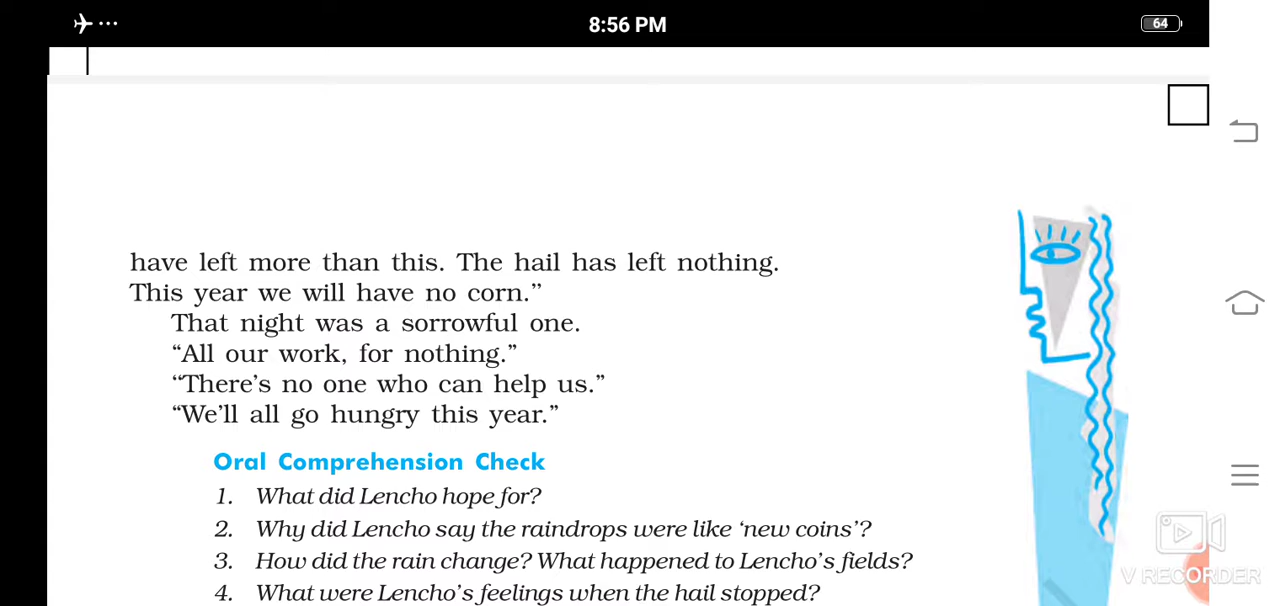 8:56 PM
64
have left more than this. The hail has left nothing.
This year we will have no corn.”
That night was a sorrowful one.
“All our work, for nothing.”
“There’s no one who can help us.”
“We’ll all go hungry this year.”
Oral Comprehension Check
1. What did Lencho hope for?
2. Why did Lencho say the raindrops were like ‘new coins’?
3. How did the rain change? What happened to Lencho’s fields?
4. What were Lencho’s feelings when the hail stopped?
V RECORDER